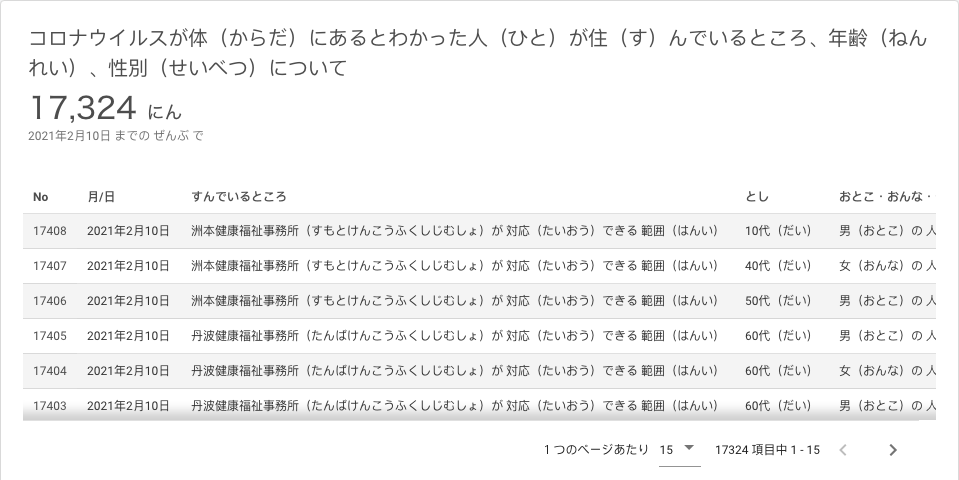 コロナウイルスが体（からだ）にあるとわかった人（ひと）が住（す）んでいるところ、年齢（ねん
れい）、性別（せいべつ）について
17,324 にん
2021年2月10日 までの ぜんぶ で
No 月/日 すんでいるところ とし おとこ・おんな・
17408 2021年2月10日 洲本健康福祉事務所（すもとけんこうふくしじむしょ）が 対応（たいおう）できる 範囲（はんい） 10代（だい） 男（おとこ）の 人
17407 2021年2月10日 洲本健康福祉事務所（すもとけんこうふくしじむしょ）が 対応（たいおう）できる 範囲（はんい） 40代（だい） 女（おんな）の 人
17406 2021年2月10日 洲本健康福祉事務所（すもとけんこうふくしじむしょ）が 対応（たいおう）できる 範囲（はんい） 50代（だい） 男（おとこ）の 人
17405 2021年2月10日 丹波健康福祉事務所（たんばけんこうふくしじむしょ）が 対応（たいおう）できる 範囲（はんい） 60代（だい） 男（おとこ）の 人
17404 2021年2月10日 丹波健康福祉事務所（たんばけんこうふくしじむしょ）が 対応（たいおう）できる 範囲（はんい） 60代（だい） 女（おんな）の 人
17403 2021年2月10日 丹波健康福祉事務所（たんばけんこうふくしじむしょ）が 対応（たいおう）できる 範囲（はんい） 60代（だい） 男（おとこ）の 人
1 つのページあたり 15 17324 項目中 1 - 15